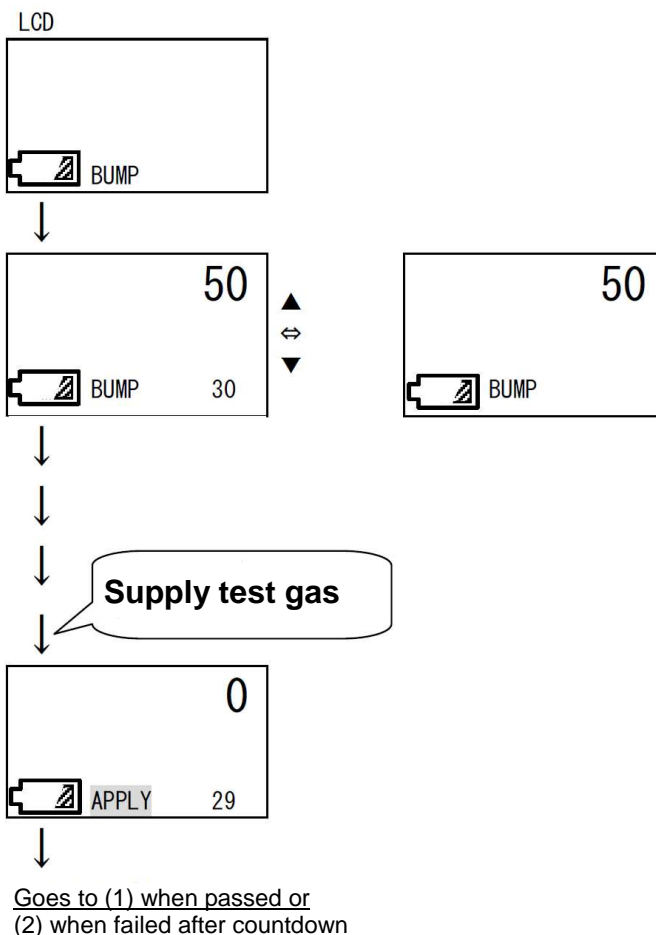 LCD
BUMP
50
▲
⇔
▼
BUMP 30
50
BUMP
Supply test gas
0
APPLY 29
Goes to (1) when passed or
(2) when failed after countdown